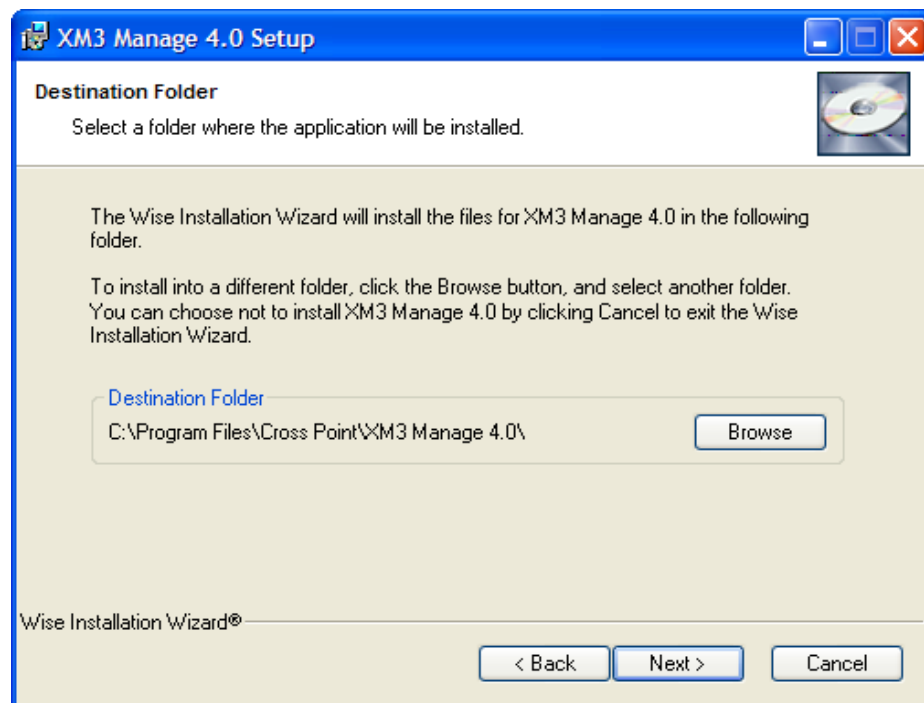 XM3 Manage 4.0 Setup
Destination Folder
Select a folder where the application will be installed.
The Wise Installation Wizard will install the files for XM3 Manage 4.0 in the following
folder.
To install into a different folder, click the Browse button, and select another folder.
You can choose not to install XM3 Manage 4.0 by clicking Cancel to exit the Wise
Installation Wizard.
Destination Folder
C:\Program Files\Cross Point\XM3 Manage 4.0\
Browse
Wise Installation Wizard®
< Back
Next >
Cancel